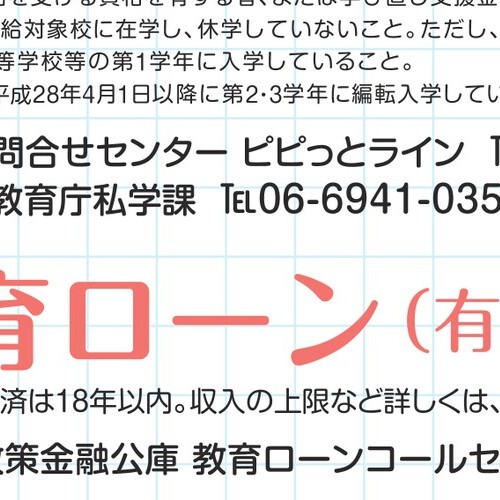 給対象校に在学し、休学していないこと。ただし、
等学校等の第1学年に入学していること。
平成28年4月1日以降に第2・3学年に編転入学してい
問合せセンター ピピっとライン
教育庁私学課 ℡06-6941-035
育ローン(有
済は18年以内。収入の上限など詳しくは、
政策金融公庫 教育ローンコールセ